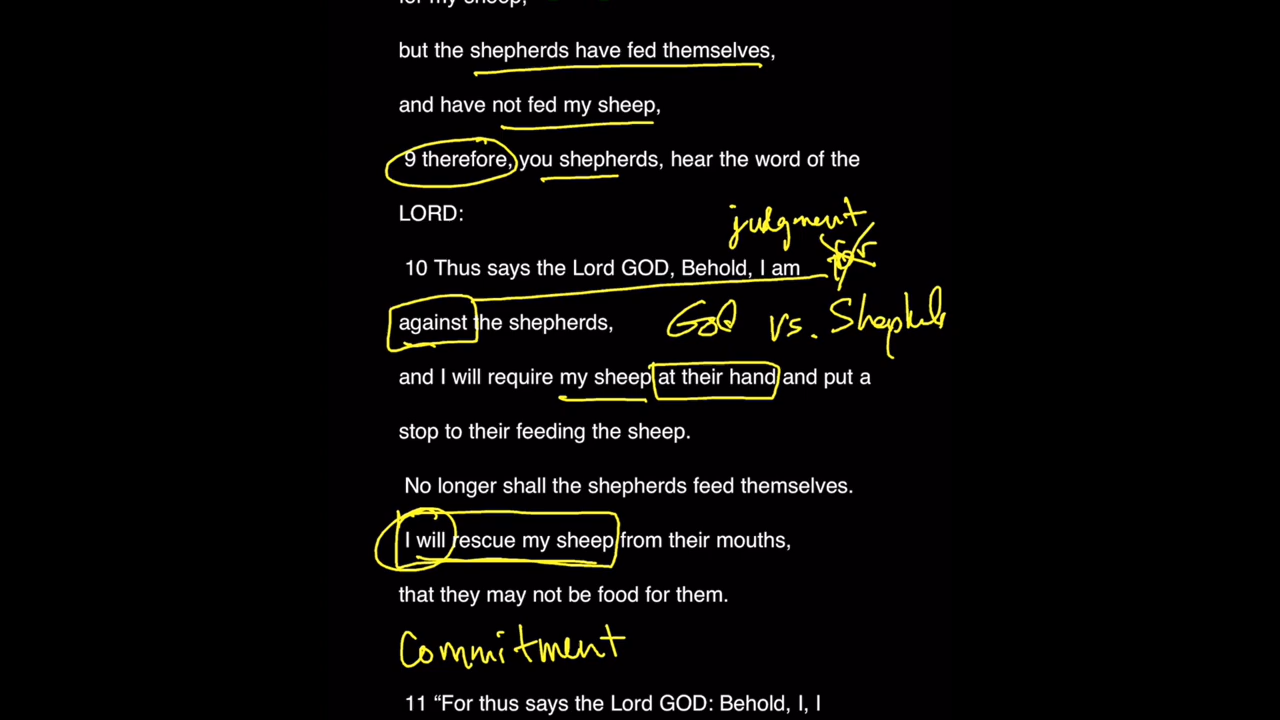 for my sheep,
but the shepherds have fed themselves,
and have not fed my sheep,
9 therefore, you shepherds, hear the word of the
LORD:
judgment
10 Thus says the Lord GOD, Behold, I am
for
against the shepherds,
God vs.
and I will require my sheep at their hand and put a
stop to their feeding the sheep.
No longer shall the shepherds feed themselves.
I will rescue my sheep from their mouths,
that they may not be food for them.
Commitment
11 “For thus says the Lord GOD: Behold, I, I